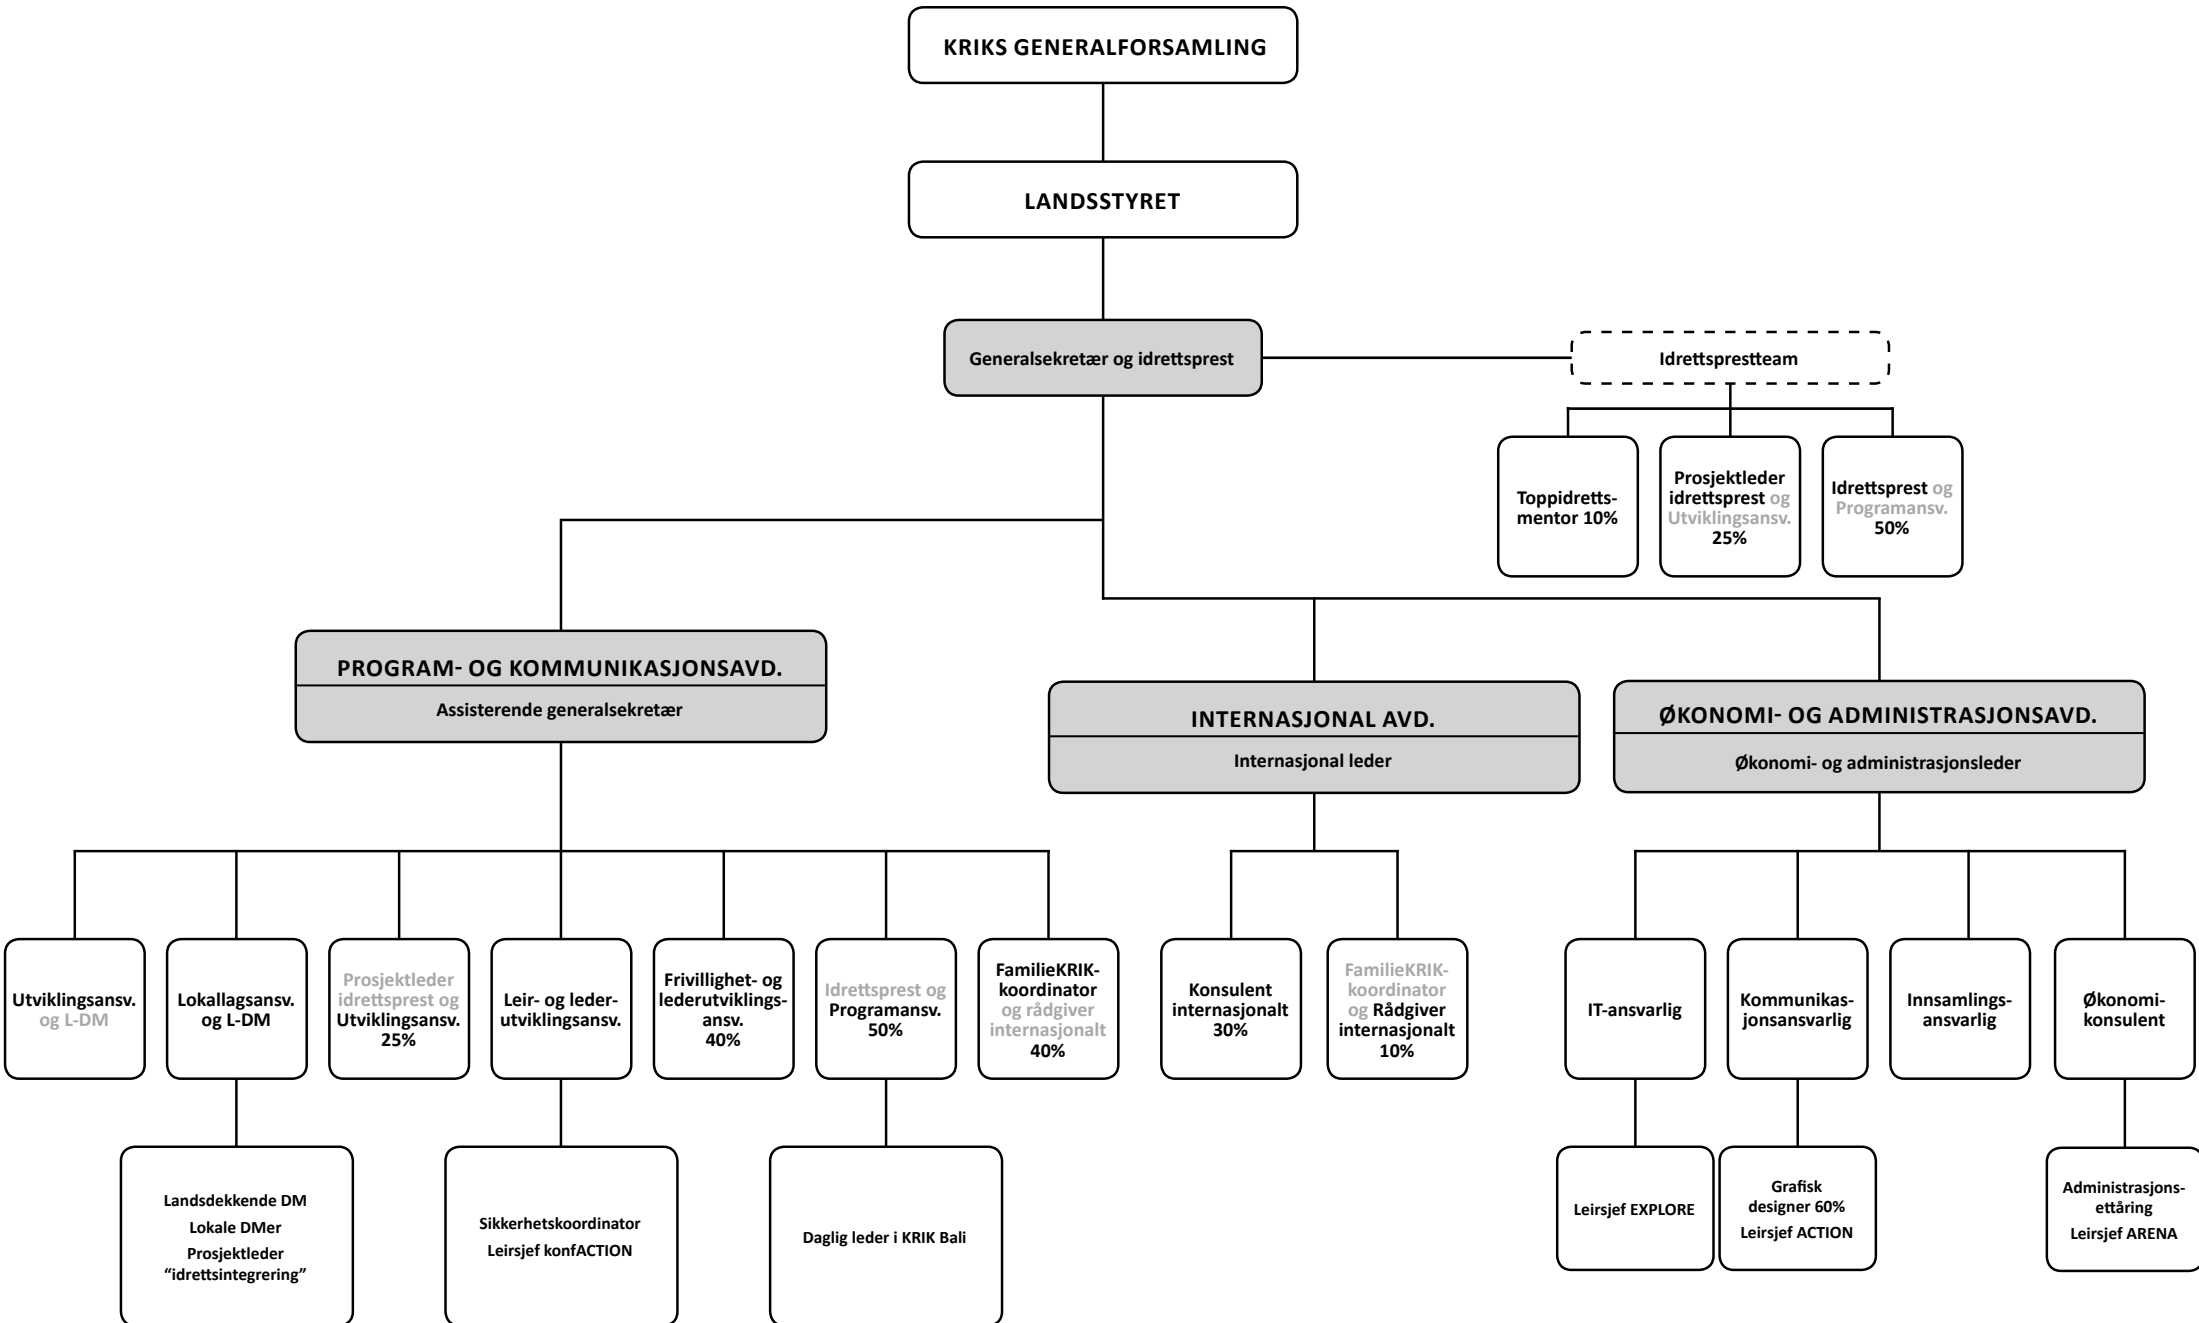 KRIKS GENERALFORSAMLING
LANDSSTYRET
Generalsekretær og idrettsprest
Idrettsprestteam
Toppidretts-
mentor 10%
Prosjektleder
idrettsprest og
Utviklingsansv.
25%
Idrettsprest og
Programansv.
50%
PROGRAM- OG KOMMUNIKASJONSAVD.
Assisterende generalsekretær
INTERNASJONAL AVD.
Internasjonal leder
ØKONOMI- OG ADMINISTRASJONSAVD.
Økonomi- og administrasjonsleder
Utviklingsansv.
og L-DM
Lokallagsansv.
og L-DM
Prosjektleder
idrettsprest og
Utviklingsansv.
25%
Leir- og leder-
utviklingsansv.
Frivillighet- og
lederutviklings-
ansv.
40%
Idrettsprest og
Programansv.
50%
FamilieKRIK-
koordinator
og rådgiver
internasjonalt
40%
Konsulent
internasjonalt
30%
FamilieKRIK-
koordinator
og Rådgiver
internasjonalt
10%
IT-ansvarlig
Kommunikas-
jonsansvarlig
Innsamlings-
ansvarlig
Økonomi-
konsulent
Landsdekkende DM
Lokale DMer
Prosjektleder
“idrettsintegrering”
Sikkerhetskoordinator
Leirsjef konfACTION
Daglig leder i KRIK Bali
Leirsjef EXPLORE
Grafisk
designer 60%
Leirsjef ACTION
Administrasjons-
ettåring
Leirsjef ARENA